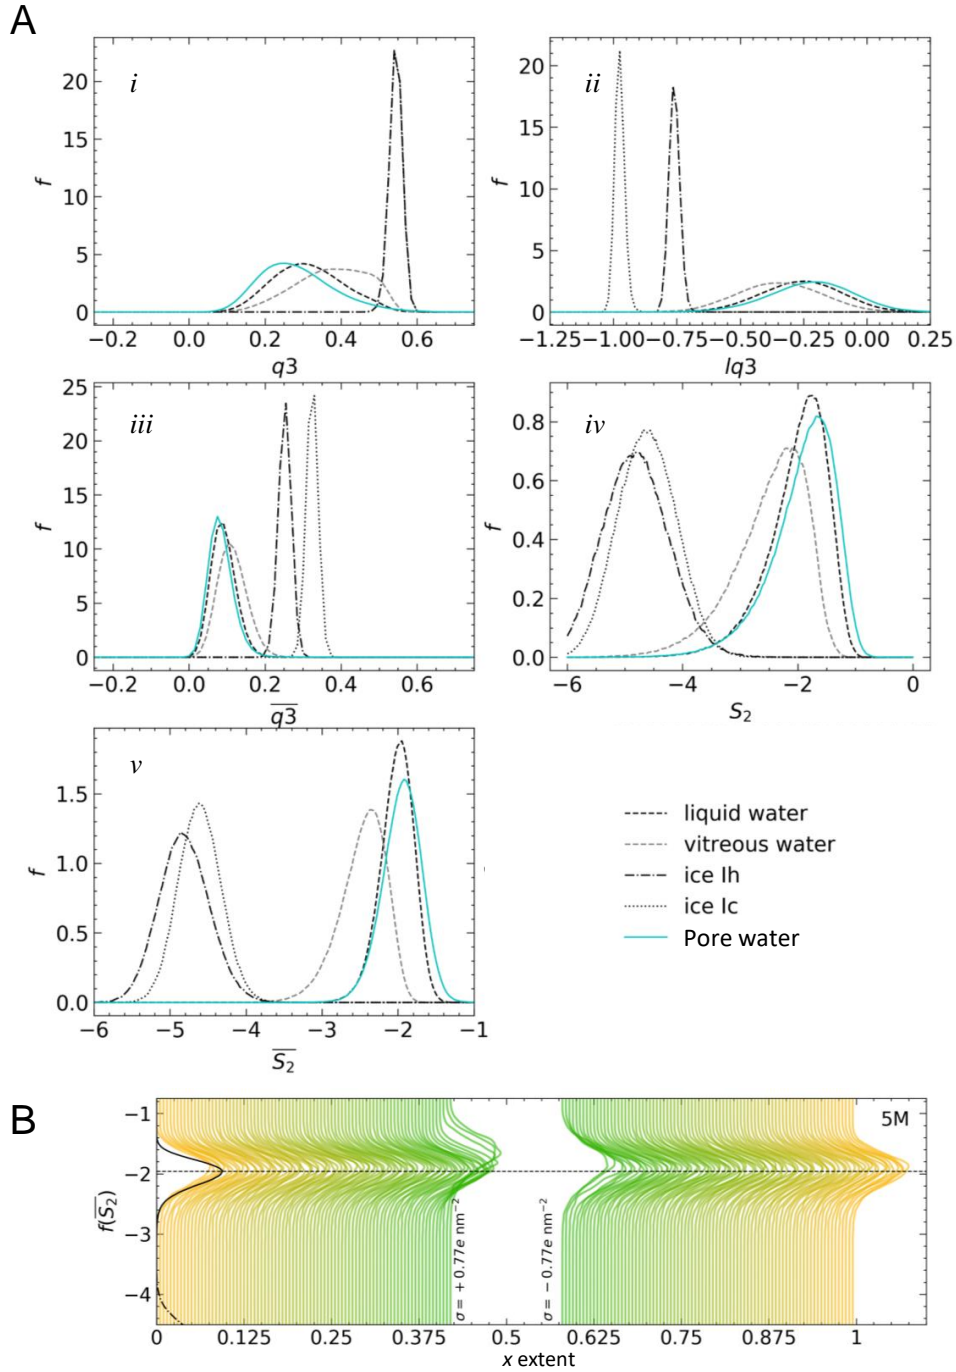 A
i
f
20
15
10
5
0
−0.2 0.0 0.2 0.4 0.6
q3
ii
f
20
15
10
5
0
−1.25 −1.00 −0.75 −0.50 −0.25 0.00 0.25
lq3
iii
f
25
20
15
10
5
0
−0.2 0.0 0.2 0.4 0.6
q3
iv
f
0.8
0.6
0.4
0.2
0.0
−6 −4 −2 0
S2
v
f
1.5
1.0
0.5
0.0
−6 −5 −4 −3 −2 −1
S2
liquid water
vitreous water
ice Ih
ice Ic
Pore water
B
f(S2)
−1
−2
−3
−4
5M
σ = +0.77e nm−2
σ = −0.77e nm−2
0 0.125 0.25 0.375 0.5 0.625 0.75 0.875 1
x extent